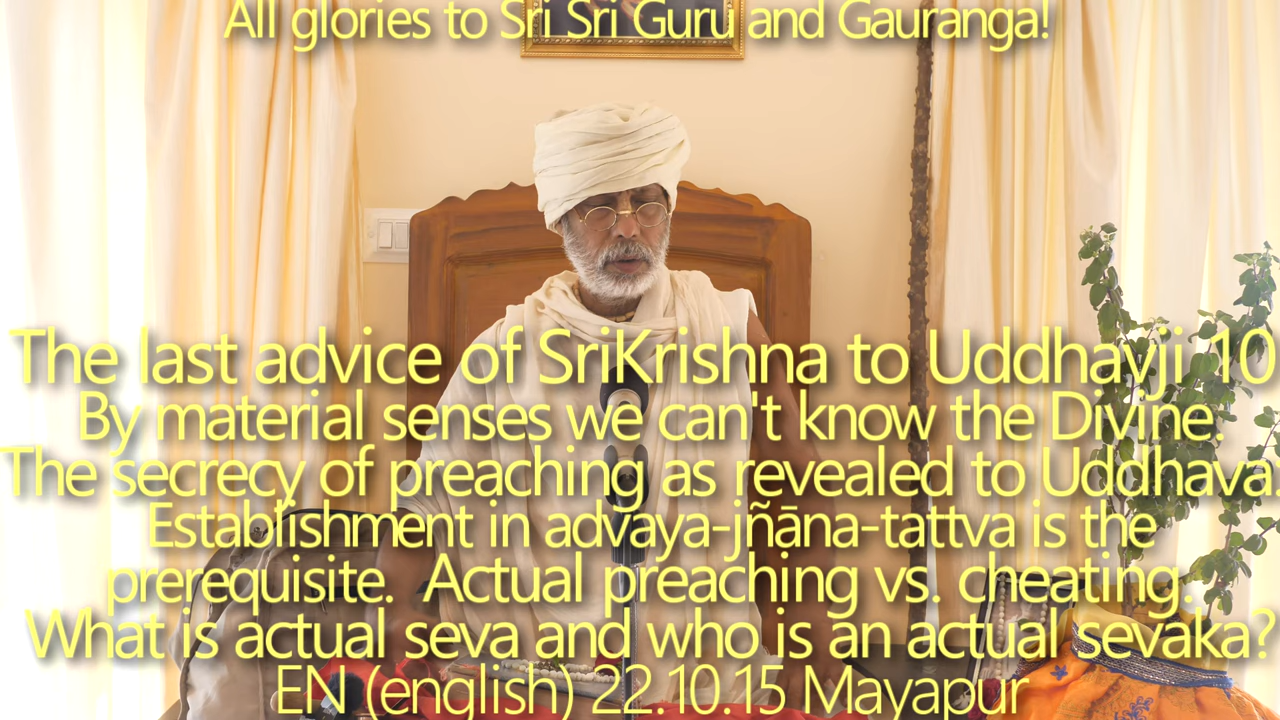 All glories to Sri Sri Guru and Gauranga!
The last advice of SriKrishna to Uddhavji 10
By material senses we can't know the Divine.
The secrecy of preaching as revealed to Uddhava.
Establishment in advaya-jñāna-tattva is the
prerequisite.  Actual preaching vs. cheating.
What is actual seva and who is an actual sevaka?
EN (english) 22.10.15 Mayapur